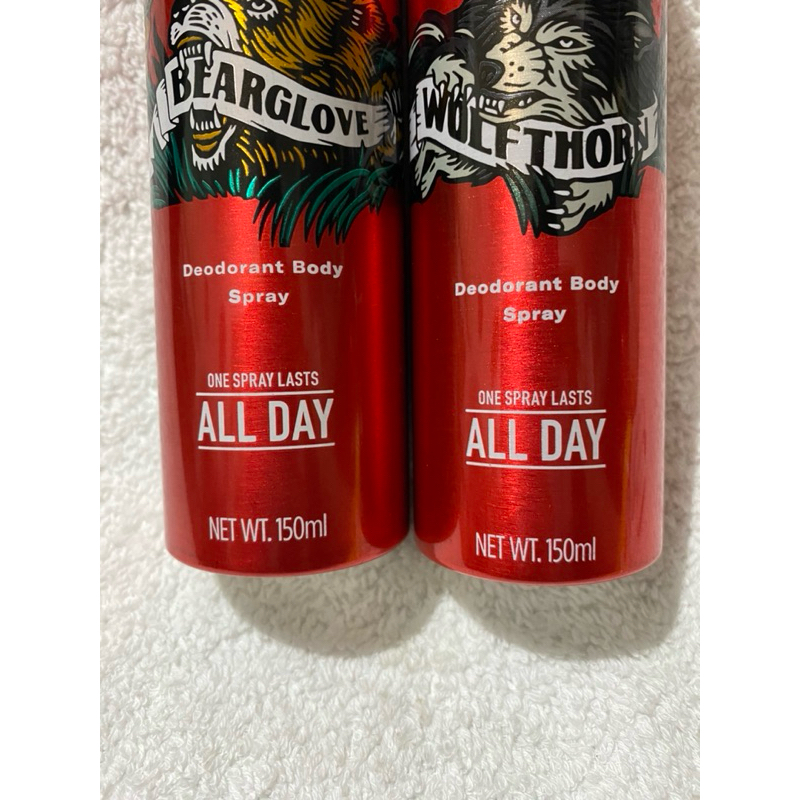 BEARGLOVE
Deodorant Body
Spray
ONE SPRAY LASTS
ALL DAY
NET WT. 150ml
WOLFTHORN
Deodorant Body
Spray
ONE SPRAY LASTS
ALL DAY
NET WT. 150ml